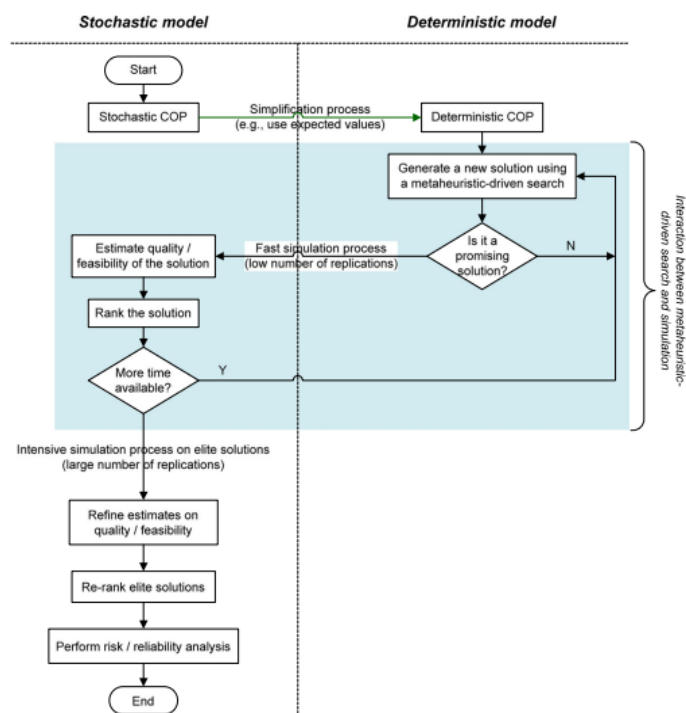 Stochastic model
Deterministic model
Start
Stochastic COP
Simplification process
(e.g., use expected values)
Deterministic COP
Generate a new solution using
a metaheuristic-driven search
Is it a
promising
solution?
N
Fast simulation process
(low number of replications)
Estimate quality /
feasibility of the solution
Rank the solution
More time
available?
Y
Interaction between metaheuristic-
driven search and simulation
Intensive simulation process on elite solutions
(large number of replications)
Refine estimates on
quality / feasibility
Re-rank elite solutions
Perform risk / reliability analysis
End